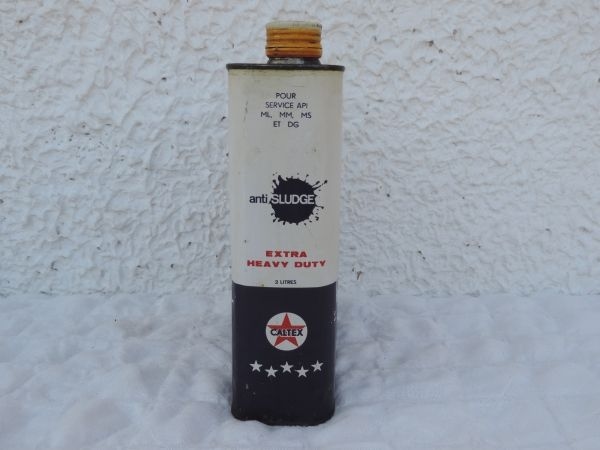 POUR
SERVICE API
ML, MM, MS
ET DG
anti SLUDGE
EXTRA
HEAVY DUTY
2 LITRES
CALTEX